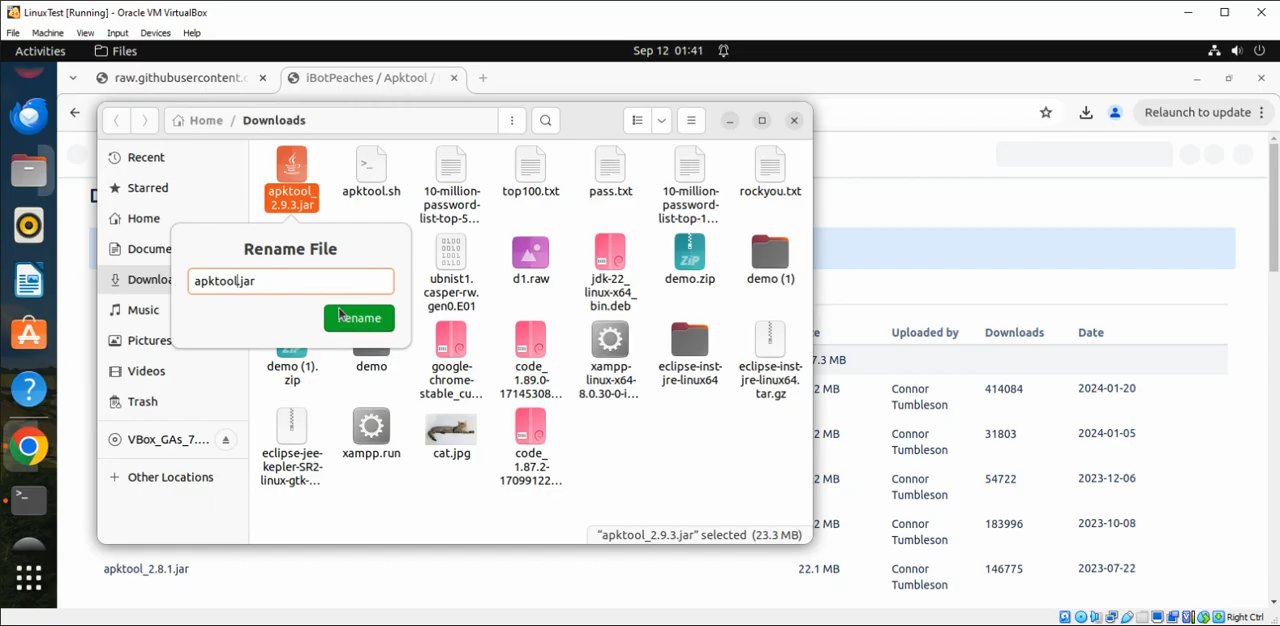 LinuxTest [Running] - Oracle VM VirtualBox
File Machine View Input Devices Help
Activities Files Sep 12 01:41
raw.githubusercontent.c iBotPeaches / Apktool /
Home / Downloads
Relaunch to update
Recent
Starred
Home
Docume
Downloa
Music
Pictures
Videos
Trash
VBox_GAs_7....
Other Locations
apktool_
2.9.3.jar
apktool.sh
10-million-
password-
list-top-5...
top100.txt
pass.txt
10-million-
password-
list-top-1...
rockyou.txt
Rename File
apktool.jar
Rename
ubnist1.
casper-rw.
gen0.E01
d1.raw
jdk-22_
linux-x64_
bin.deb
demo.zip
demo (1)
demo (1).
zip
demo
google-
chrome-
stable_cu...
code_
1.89.0-
17145308...
xampp-
linux-x64-
8.0.30-0-i...
eclipse-inst-
jre-linux64
eclipse-inst-
jre-linux64.
tar.gz
eclipse-jee-
kepler-SR2-
linux-gtk-...
xampp.run
cat.jpg
code_
1.87.2-
17099122...
"apktool_2.9.3.jar" selected (23.3 MB)
Uploaded by Downloads Date
7.3 MB
2 MB Connor Tumbleson 414084 2024-01-20
2 MB Connor Tumbleson 31803 2024-01-05
Connor Tumbleson 54722 2023-12-06
2 MB Connor Tumbleson 183996 2023-10-08
apktool_2.8.1.jar 22.1 MB Connor Tumbleson 146775 2023-07-22
Right Ctrl